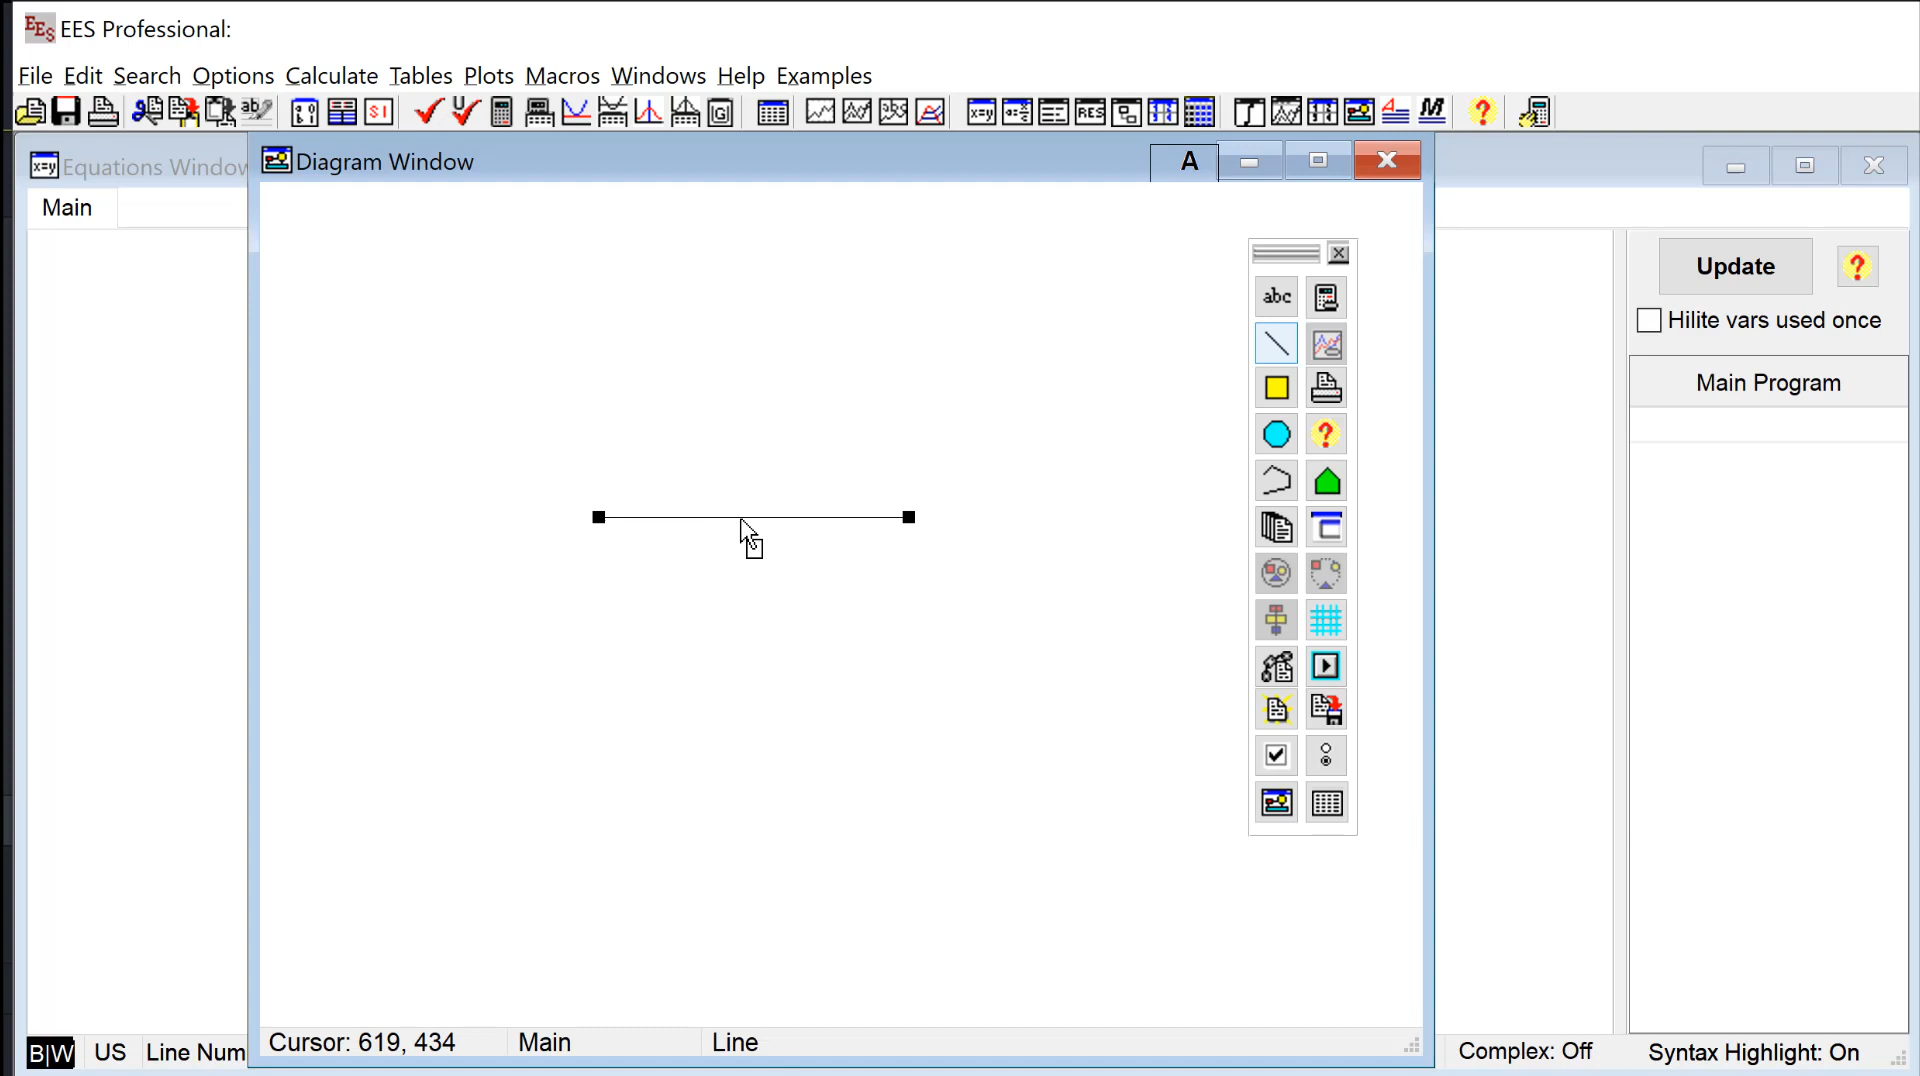 EES Professional:
File Edit Search Options Calculate Tables Plots Macros Windows Help Examples
Equations Window
Diagram Window
A
Main
abc
Update
Hilite vars used once
Main Program
Cursor: 619, 434
Main
Line
B|W
US
Line Num
Complex: Off
Syntax Highlight: On